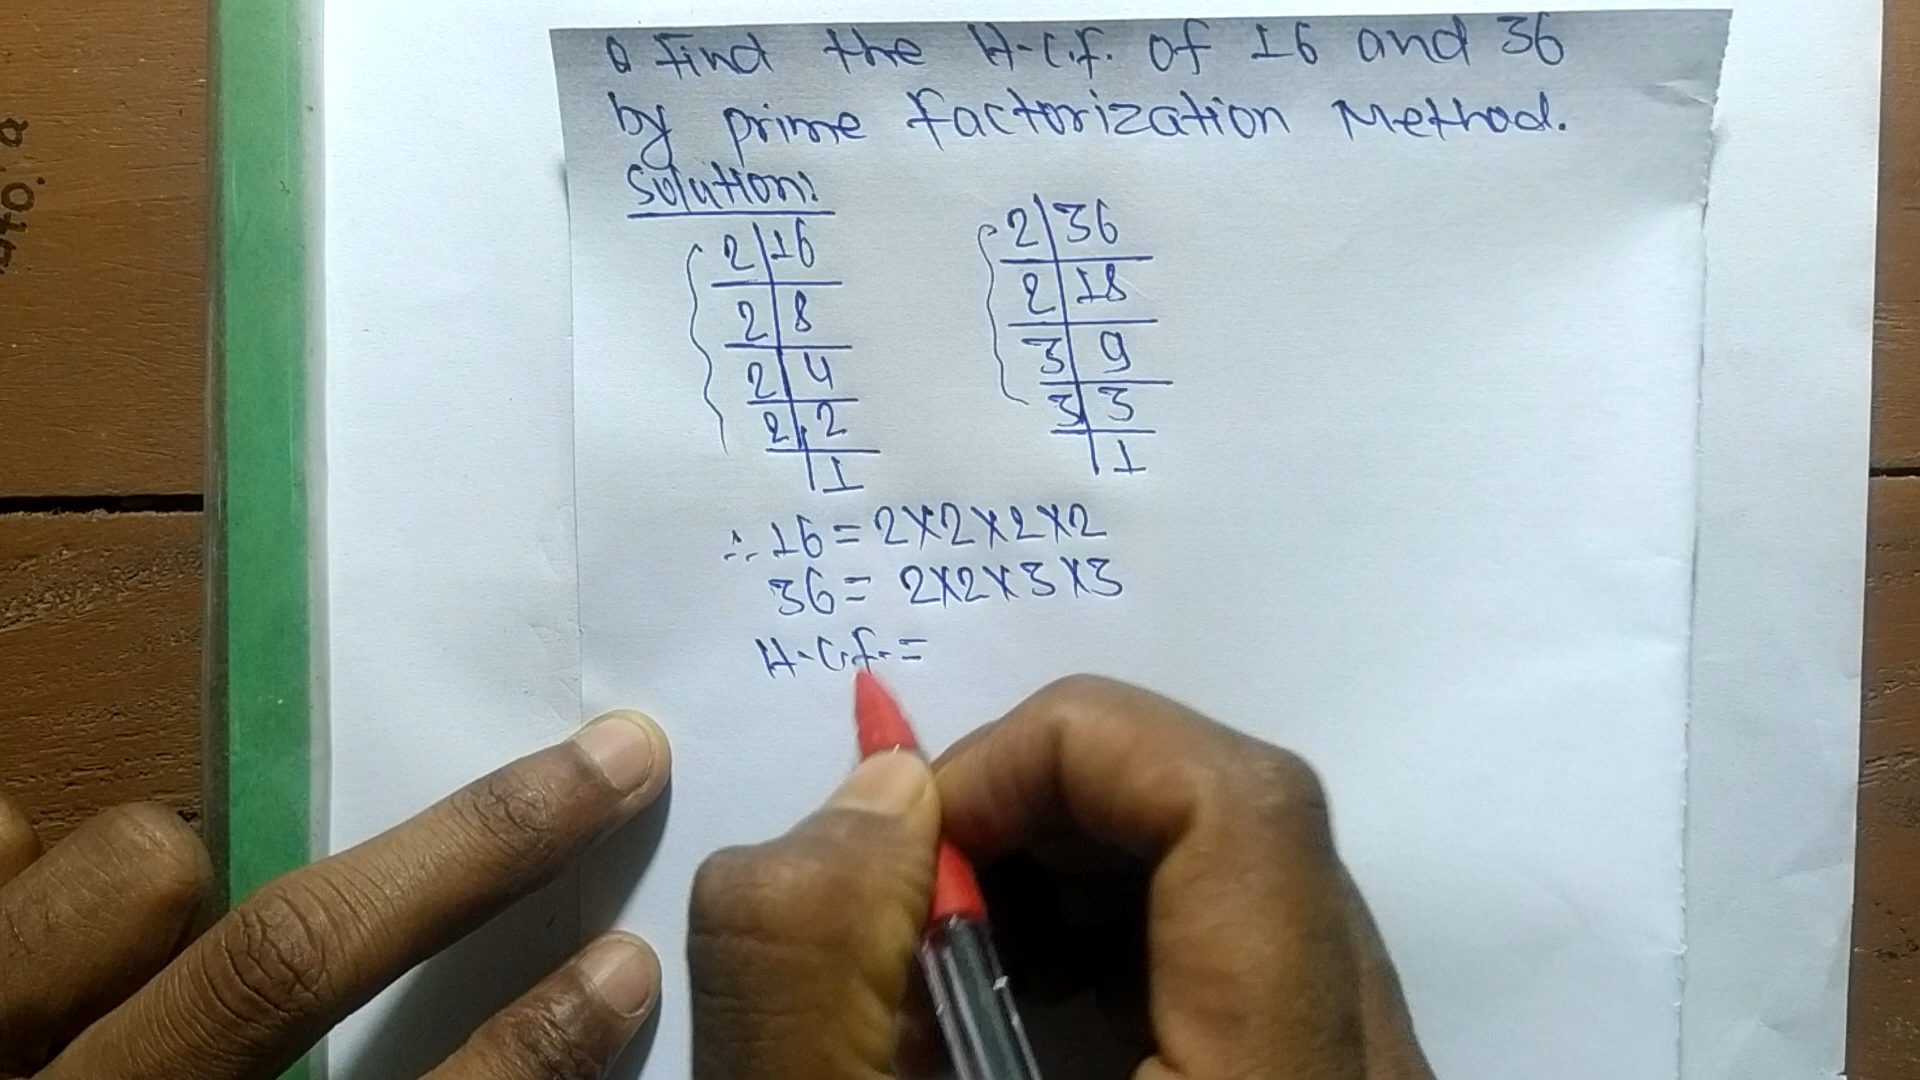 Q Find the H.C.f. of 16 and 36
by prime factorization Method.
Solution:
2 16
2 8
2 4
2 2
1
2 36
2 18
3 9
3 3
1
∴ 16 = 2×2×2×2
36 = 2×2×3×3
H.C.f. =